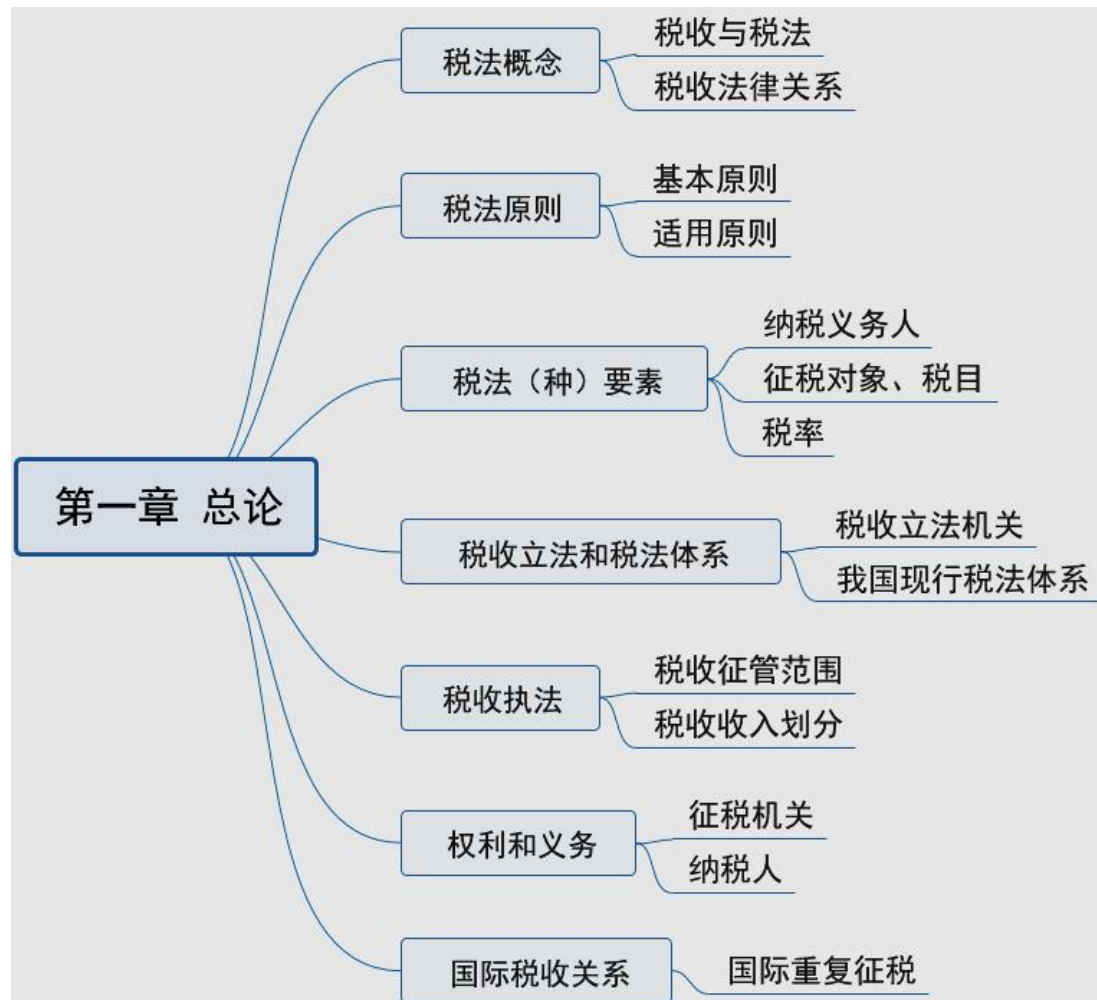 税法概念
税收与税法
税收法律关系
税法原则
基本原则
适用原则
税法（种）要素
纳税义务人
征税对象、税目
税率
第一章 总论
税收立法和税法体系
税收立法机关
我国现行税法体系
税收执法
税收征管范围
税收收入划分
权利和义务
征税机关
纳税人
国际税收关系
国际重复征税